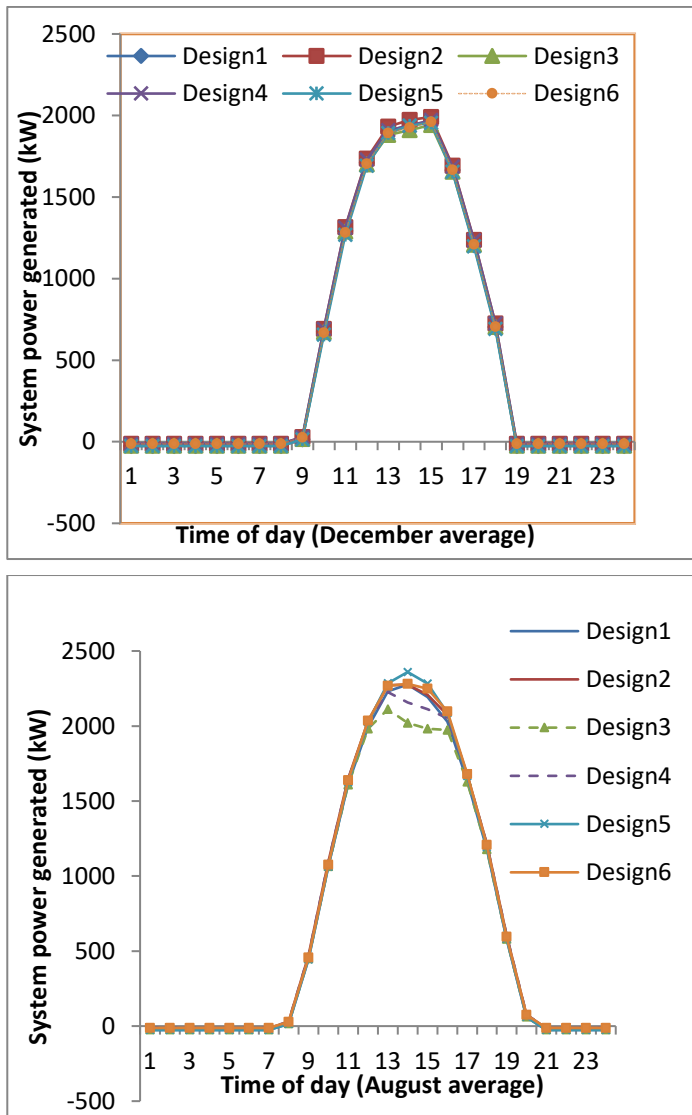 2500
Design1 Design2 Design3
Design4 Design5 Design6
2000
1500
1000
500
0
-500
System power generated (kW)
1 3 5 7 9 11 13 15 17 19 21 23
Time of day (December average)
2500
2000
1500
1000
500
0
-500
System power generated (kW)
Design1
Design2
Design3
Design4
Design5
Design6
1 3 5 7 9 11 13 15 17 19 21 23
Time of day (August average)